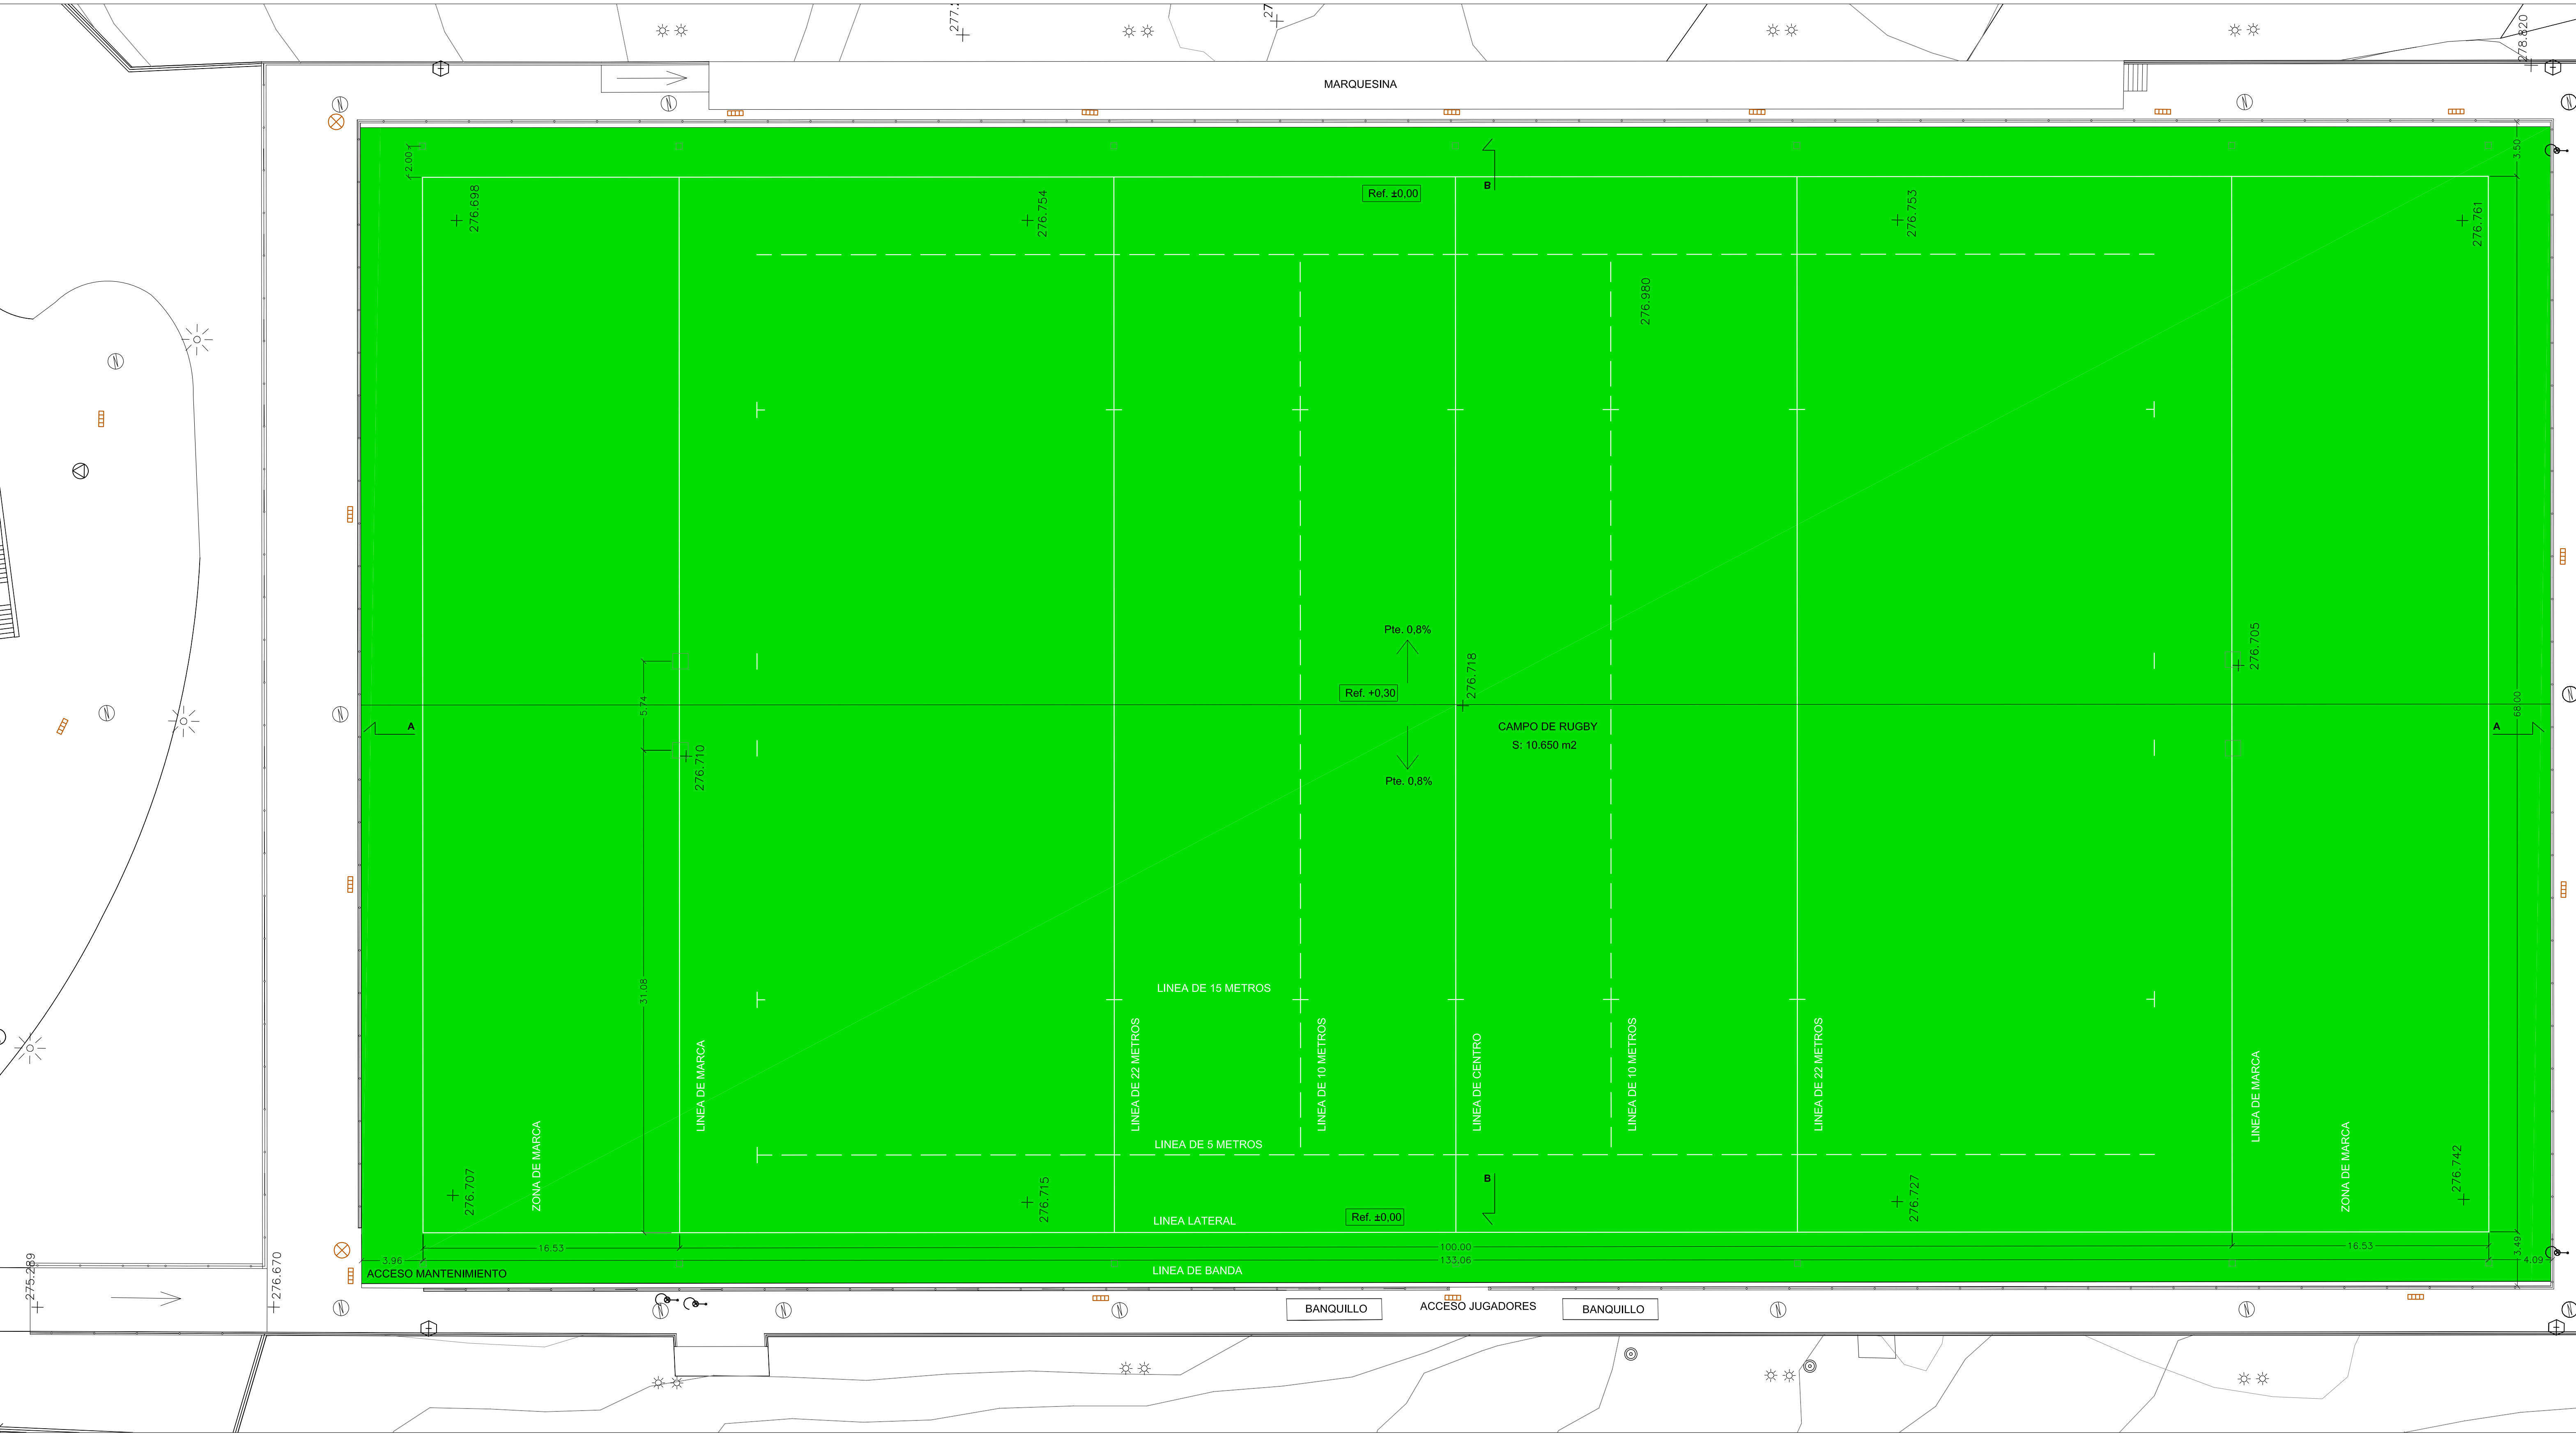 MARQUESINA
278.820
2.00
3.50
B
Ref. ±0,00
276.698
276.754
276.753
276.761
276.980
Pte. 0,8%
276.718
276.705
Ref. +0,30
5.74
68.00
A
A
CAMPO DE RUGBY
S: 10.650 m2
276.710
Pte. 0,8%
31.08
LINEA DE 15 METROS
LINEA DE MARCA
LINEA DE 22 METROS
LINEA DE 10 METROS
LINEA DE CENTRO
LINEA DE 10 METROS
LINEA DE 22 METROS
LINEA DE MARCA
LINEA DE 5 METROS
ZONA DE MARCA
ZONA DE MARCA
B
276.707
276.715
276.727
276.742
LINEA LATERAL
Ref. ±0,00
16.53
100.00
16.53
3.49
3.96
133.06
4.09
ACCESO MANTENIMIENTO
LINEA DE BANDA
275.289
276.670
BANQUILLO
ACCESO JUGADORES
BANQUILLO